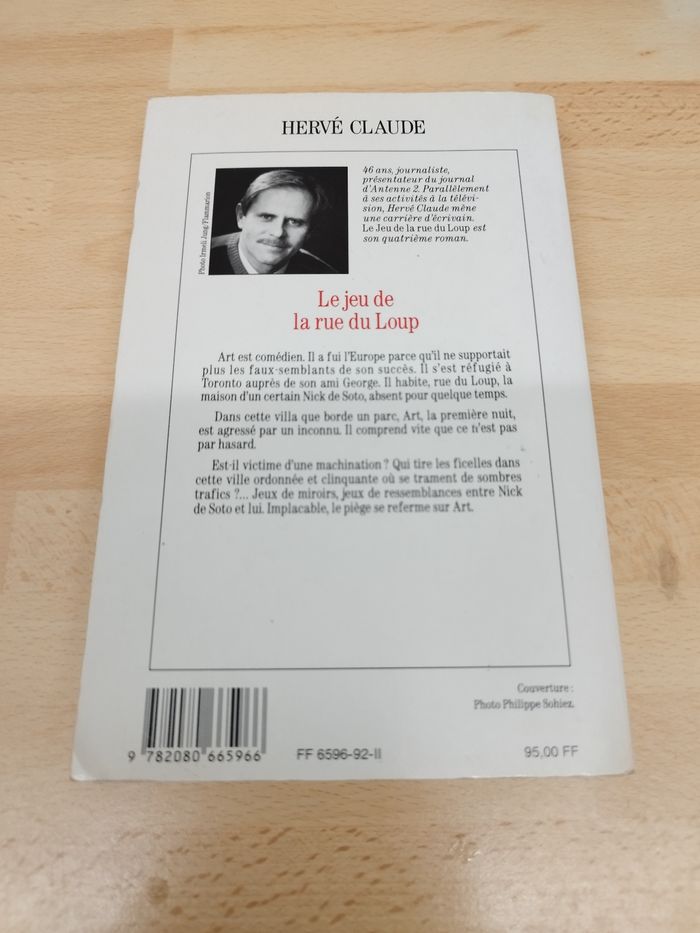 HERVÉ CLAUDE
46 ans, journaliste,
présentateur du journal
d'Antenne 2. Parallèlement
à ses activités à la télévi-
sion, Hervé Claude mène
une carrière d'écrivain.
Le Jeu de la rue du Loup est
son quatrième roman.
Photo Irmeli Jung/Flammarion
Le jeu de
la rue du Loup
Art est comédien. Il a fui l'Europe parce qu'il ne supportait
plus les faux-semblants de son succès. Il s'est réfugié à
Toronto auprès de son ami George. Il habite, rue du Loup, la
maison d'un certain Nick de Soto, absent pour quelque temps.
Dans cette villa que borde un parc, Art, la première nuit,
est agressé par un inconnu. Il comprend vite que ce n'est pas
par hasard.
Est-il victime d'une machination ? Qui tire les ficelles dans
cette ville ordonnée et clinquante où se trament de sombres
trafics ?... Jeux de miroirs, jeux de ressemblances entre Nick
de Soto et lui. Implacable, le piège se referme sur Art.
Couverture :
Photo Philippe Sohiez.
9 782080 665966
FF 6596-92-II
95,00 FF